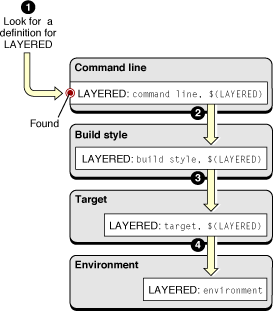 1
Look for a
definition for
LAYERED
Command line
LAYERED: command line, $(LAYERED)
Found
2
Build style
LAYERED: build style, $(LAYERED)
3
Target
LAYERED: target, $(LAYERED)
4
Environment
LAYERED: environment